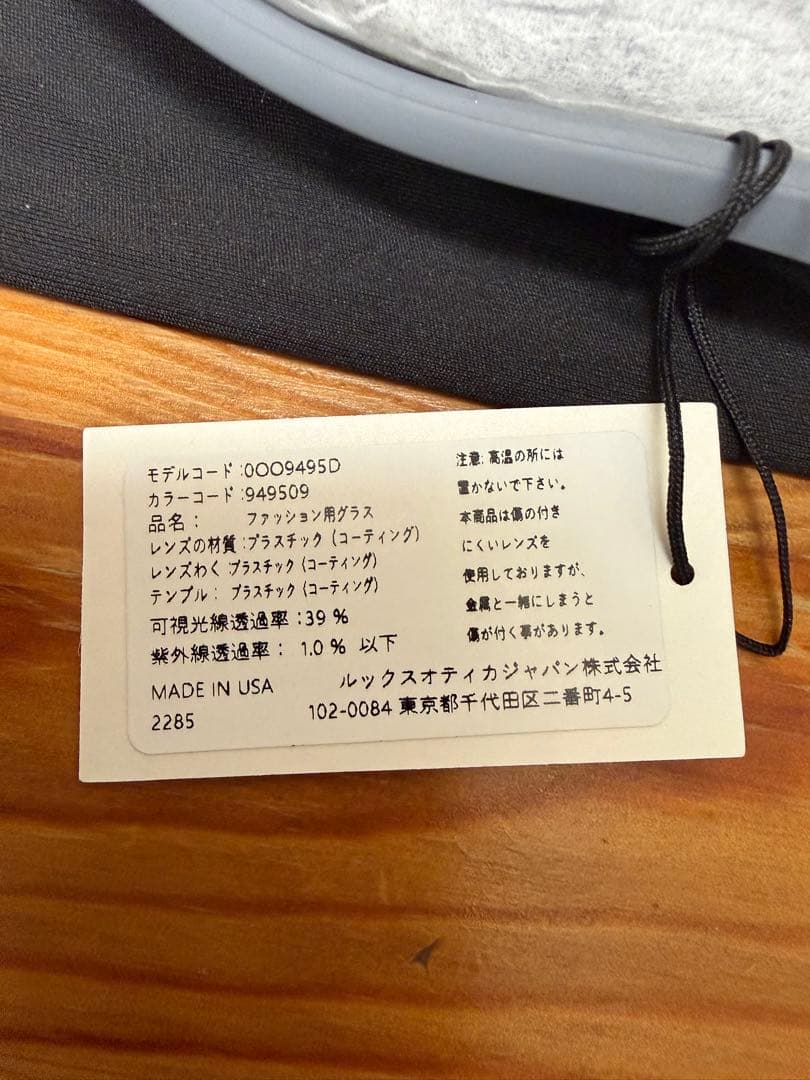 モデルコード:0OO9495D
カラーコード:949509
品名: ファッション用グラス
レンズの材質:プラスチック (コーティング)
レンズわく:プラスチック (コーティング)
テンプル: プラスチック (コーティング)
可視光線透過率:39 %
紫外線透過率: 1.0 % 以下
MADE IN USA
2285
注意: 高温の所には
置かないで下さい。
本商品は傷の付き
にくいレンズを
使用しておりますが、
金属と一緒にしまうと
傷が付く事があります。
ルックスオティカジャパン株式会社
102-0084 東京都千代田区二番町4-5